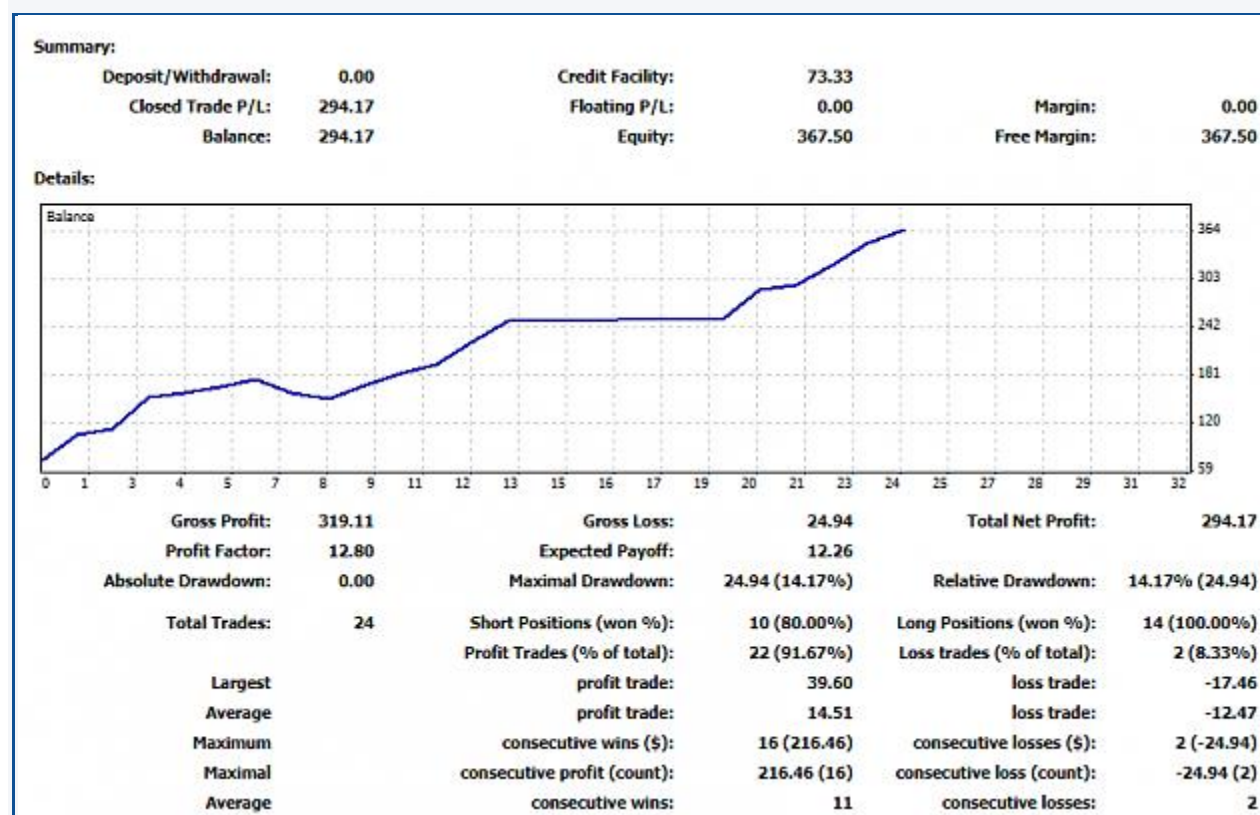 Summary:
Deposit/Withdrawal: 0.00 Credit Facility: 73.33
Closed Trade P/L: 294.17 Floating P/L: 0.00 Margin: 0.00
Balance: 294.17 Equity: 367.50 Free Margin: 367.50
Details:
Balance
364
303
242
181
120
59
0 1 3 4 5 7 8 9 11 12 13 15 16 17 19 20 21 23 24 25 27 28 29 31 32
Gross Profit: 319.11 Gross Loss: 24.94 Total Net Profit: 294.17
Profit Factor: 12.80 Expected Payoff: 12.26
Absolute Drawdown: 0.00 Maximal Drawdown: 24.94 (14.17%) Relative Drawdown: 14.17% (24.94)
Total Trades: 24 Short Positions (won %): 10 (80.00%) Long Positions (won %): 14 (100.00%)
Profit Trades (% of total): 22 (91.67%) Loss trades (% of total): 2 (8.33%)
Largest profit trade: 39.60 loss trade: -17.46
Average profit trade: 14.51 loss trade: -12.47
Maximum consecutive wins ($): 16 (216.46) consecutive losses ($): 2 (-24.94)
Maximal consecutive profit (count): 216.46 (16) consecutive loss (count): -24.94 (2)
Average consecutive wins: 11 consecutive losses: 2